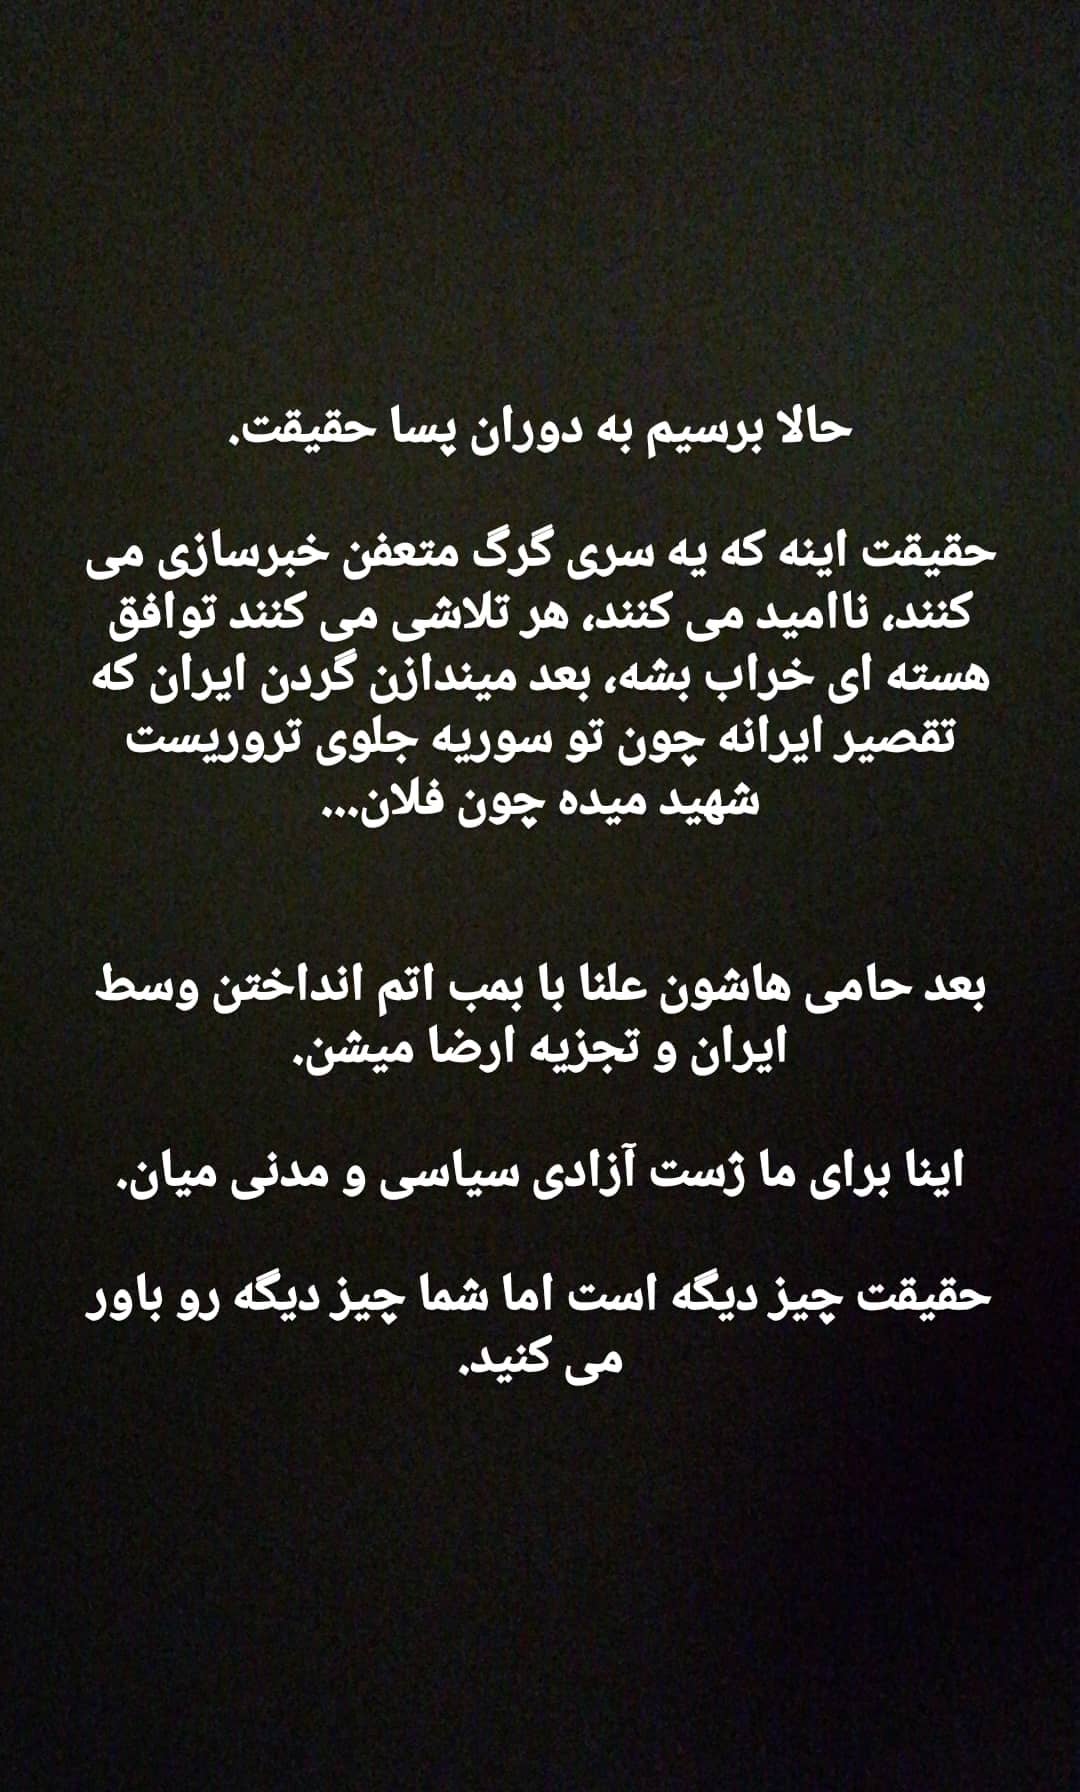 حالا برسیم به دوران پسا حقیقت.
حقیقت اینه که یه سری گرگ متعفن خبرسازی می
کنند، ناامید می کنند، هر تلاشی می کنند توافق
هسته ای خراب بشه، بعد میندازن گردن ایران که
تقصیر ایرانه چون تو سوریه جلوی تروریست
شهید میده چون فلان...
بعد حامی هاشون علنا با بمب اتم انداختن وسط
ایران و تجزیه ارضا میشن.
اینا برای ما ژست آزادی سیاسی و مدنی میان.
حقیقت چیز دیگه است اما شما چیز دیگه رو باور
می کنید.